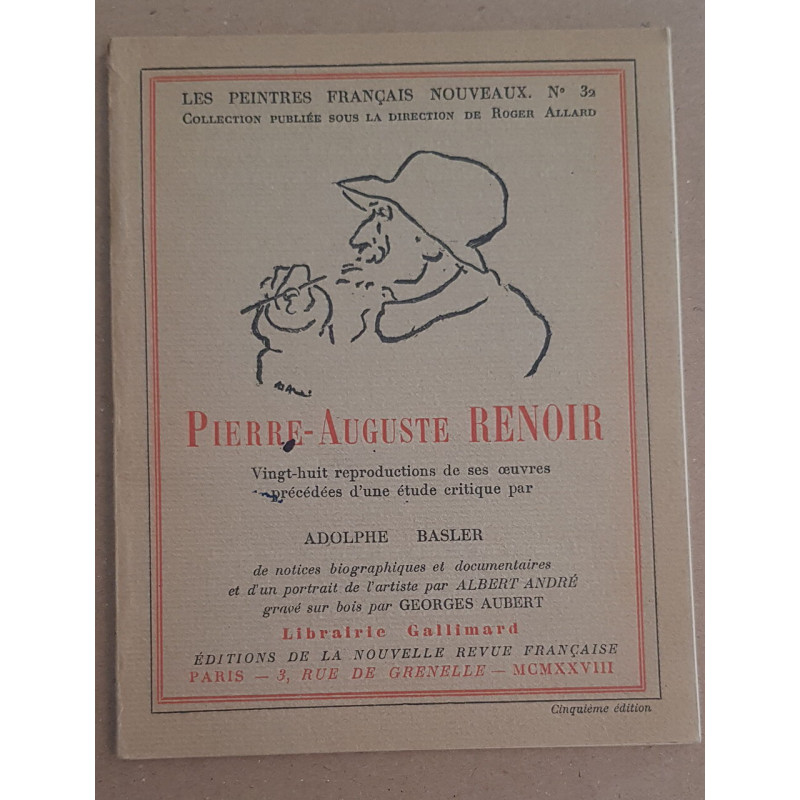 LES PEINTRES FRANÇAIS NOUVEAUX. Nº 32
COLLECTION PUBLIÉE SOUS LA DIRECTION DE ROGER ALLARD
PIERRE-AUGUSTE RENOIR
Vingt-huit reproductions de ses œuvres
précédées d'une étude critique par
ADOLPHE BASLER
de notices biographiques et documentaires
et d'un portrait de l'artiste par ALBERT ANDRÉ
gravé sur bois par GEORGES AUBERT
Librairie Gallimard
ÉDITIONS DE LA NOUVELLE REVUE FRANÇAISE
PARIS — 3, RUE DE GRENELLE — MCMXXVIII
Cinquième édition